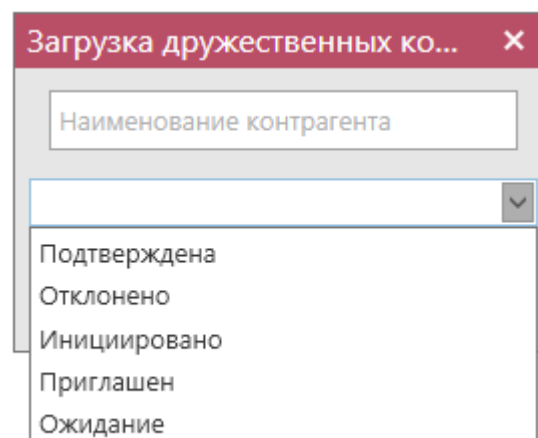 Загрузка дружественных ко...
Наименование контрагента
Подтверждена
Отклонено
Инициировано
Приглашен
Ожидание